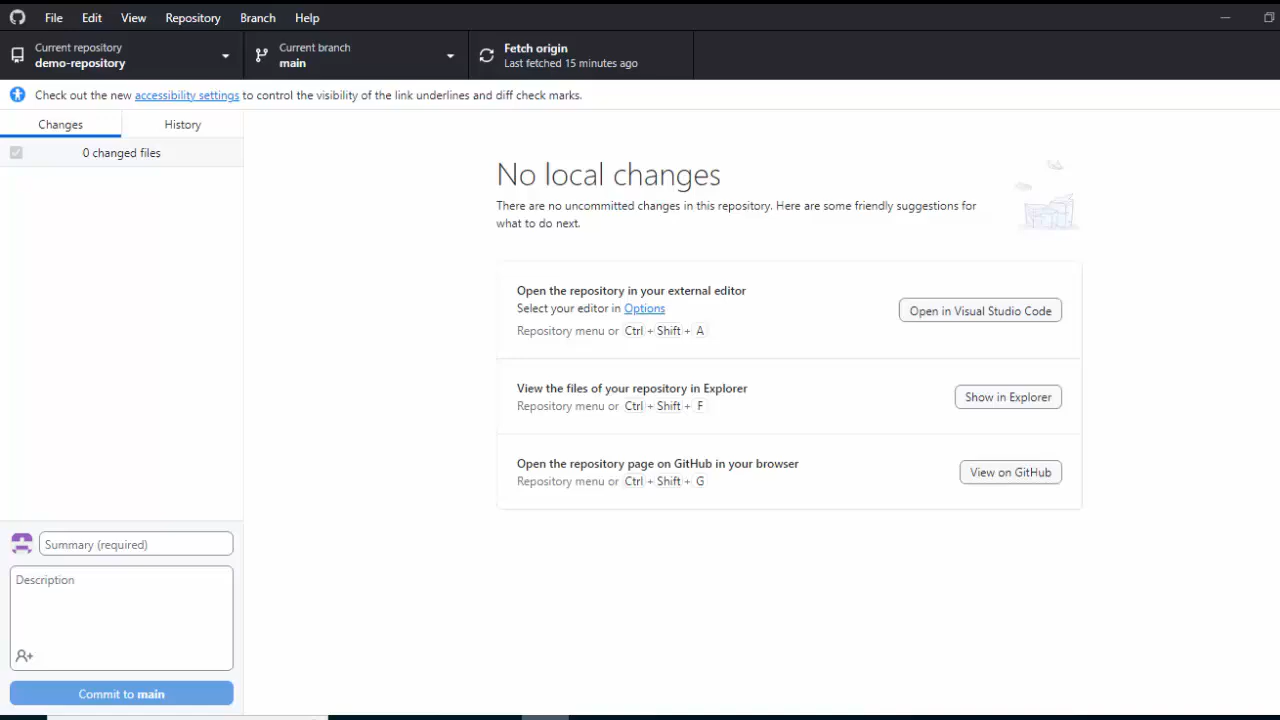 File Edit View Repository Branch Help
Current repository
demo-repository
Current branch
main
Fetch origin
Last fetched 15 minutes ago
Check out the new accessibility settings to control the visibility of the link underlines and diff check marks.
Changes
History
0 changed files
No local changes
There are no uncommitted changes in this repository. Here are some friendly suggestions for
what to do next.
Open the repository in your external editor
Select your editor in Options
Repository menu or Ctrl + Shift + A
Open in Visual Studio Code
View the files of your repository in Explorer
Repository menu or Ctrl + Shift + F
Show in Explorer
Open the repository page on GitHub in your browser
Repository menu or Ctrl + Shift + G
View on GitHub
Summary (required)
Description
Commit to main